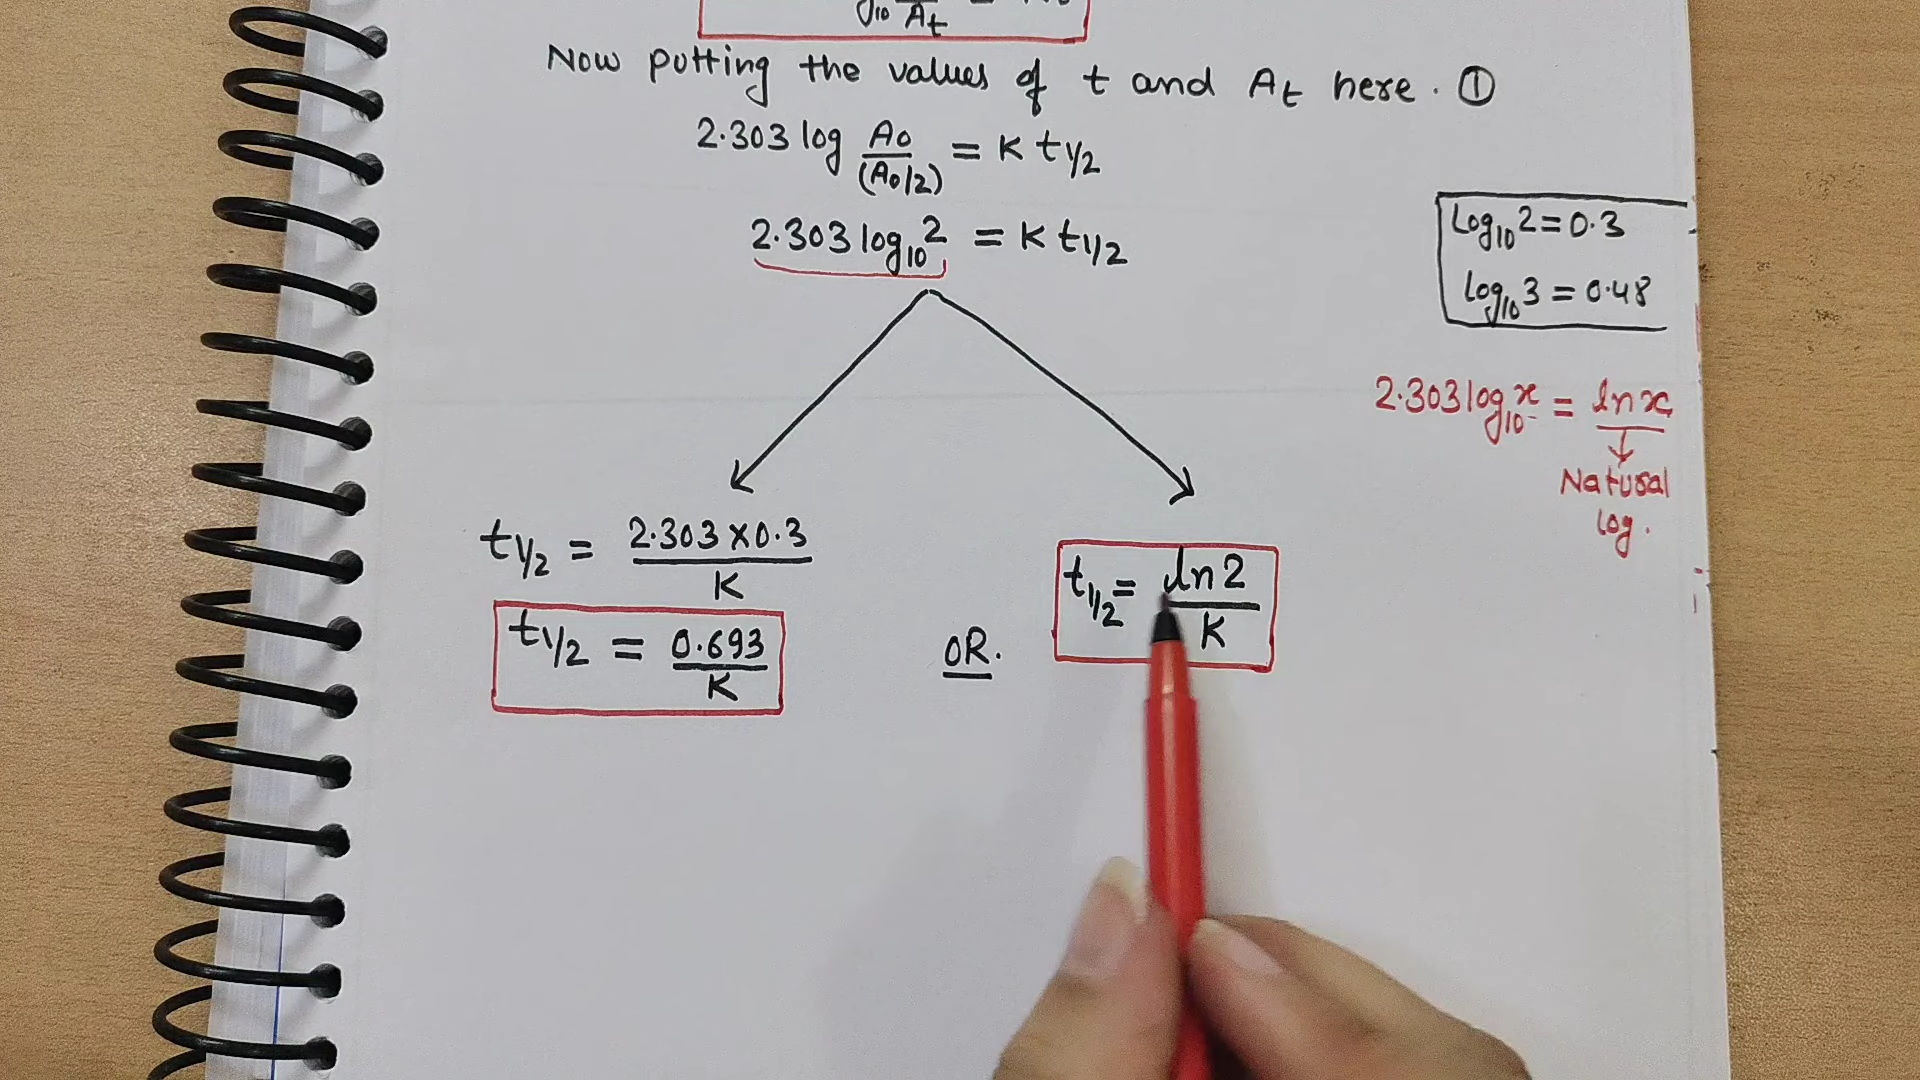 At
Now putting the values of t and At here. ①
2.303 log A0/(A0/2) = K t1/2
2.303 log10 2 = K t1/2
log10 2 = 0.3
log10 3 = 0.48
2.303 log10 x = ln x
Natural
log.
t1/2 = 2.303 x 0.3 / K
t1/2 = 0.693 / K
OR.
t1/2 = ln 2 / K